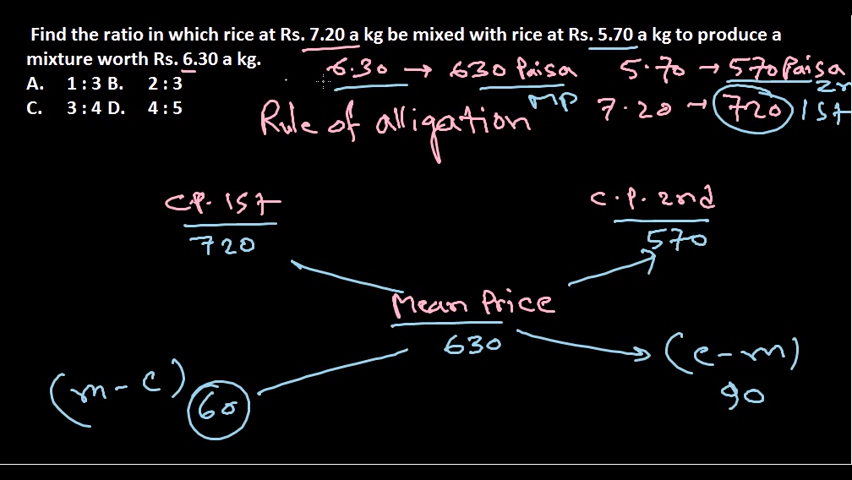 Find the ratio in which rice at Rs. 7.20 a kg be mixed with rice at Rs. 5.70 a kg to produce a
mixture worth Rs. 6.30 a kg.
A. 1 : 3 B. 2 : 3
C. 3 : 4 D. 4 : 5
6.30 → 630 Paisa 5.70 → 570 Paisa 2n
MP 7.20 → 720 1st
Rule of alligation
C.P. 1st C.P. 2nd
720 570
Mean Price
630
(m - c) 60 (c - m)
90